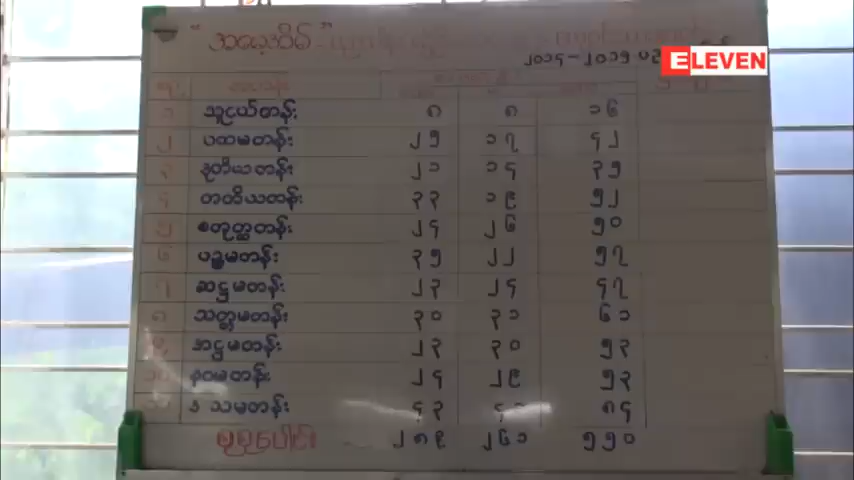 "အမေ့အိမ်"
၂၀၁၄-၂၀၁၅
ELEVEN
၁ သူငယ်တန်း ၈ ၈ ၁၆
၂ ပထမတန်း ၂၅ ၁၇ ၄၂
၃ ဒုတိယတန်း ၂၁ ၁၄ ၃၅
၄ တတိယတန်း ၃၃ ၁၉ ၅၂
၅ စတုတ္ထတန်း ၂၄ ၂၆ ၅၀
၆ ပဉ္စမတန်း ၃၅ ၂၂ ၅၇
၇ ဆဋ္ဌမတန်း ၂၃ ၂၄ ၄၇
၈ သတ္တမတန်း ၃၀ ၃၁ ၆၁
၉ အဋ္ဌမတန်း ၂၃ ၃၀ ၅၃
၁၀ နဝမတန်း ၂၄ ၂၉ ၅၃
၁၁ ဒသမတန်း ၄၃ ၈၄
စုစုပေါင်း ၂၈၉ ၂၆၁ ၅၅၀